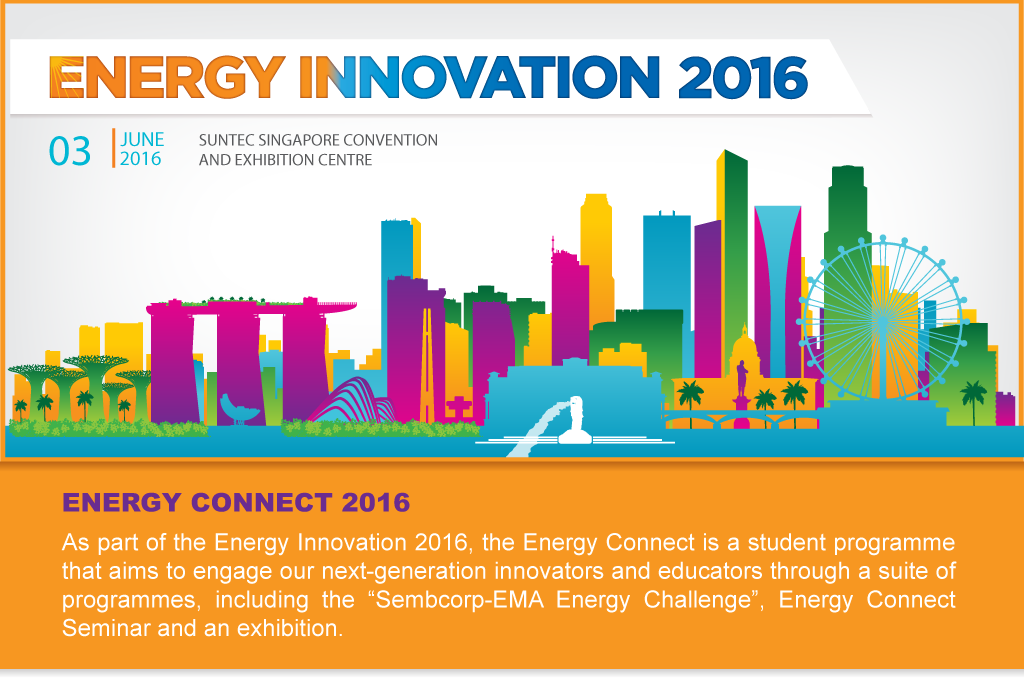 ENERGY INNOVATION 2016
03 JUNE 2016
SUNTEC SINGAPORE CONVENTION
AND EXHIBITION CENTRE
ENERGY CONNECT 2016
As part of the Energy Innovation 2016, the Energy Connect is a student programme
that aims to engage our next-generation innovators and educators through a suite of
programmes, including the “Sembcorp-EMA Energy Challenge”, Energy Connect
Seminar and an exhibition.